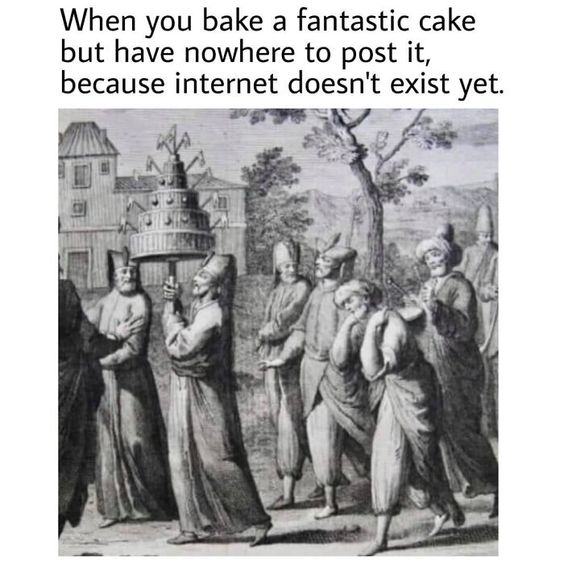 When you bake a fantastic cake
but have nowhere to post it,
because internet doesn't exist yet.